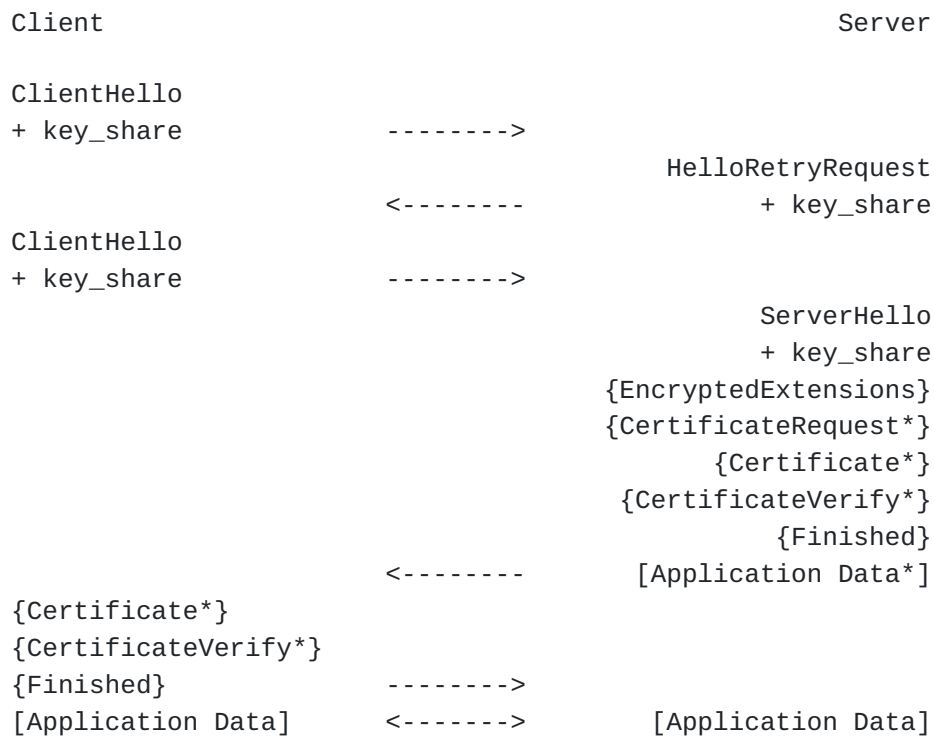 Client Server
ClientHello
+ key_share -------->
HelloRetryRequest
<-------- + key_share
ClientHello
+ key_share -------->
ServerHello
+ key_share
{EncryptedExtensions}
{CertificateRequest*}
{Certificate*}
{CertificateVerify*}
{Finished}
<-------- [Application Data*]
{Certificate*}
{CertificateVerify*}
{Finished} -------->
[Application Data] <-------> [Application Data]